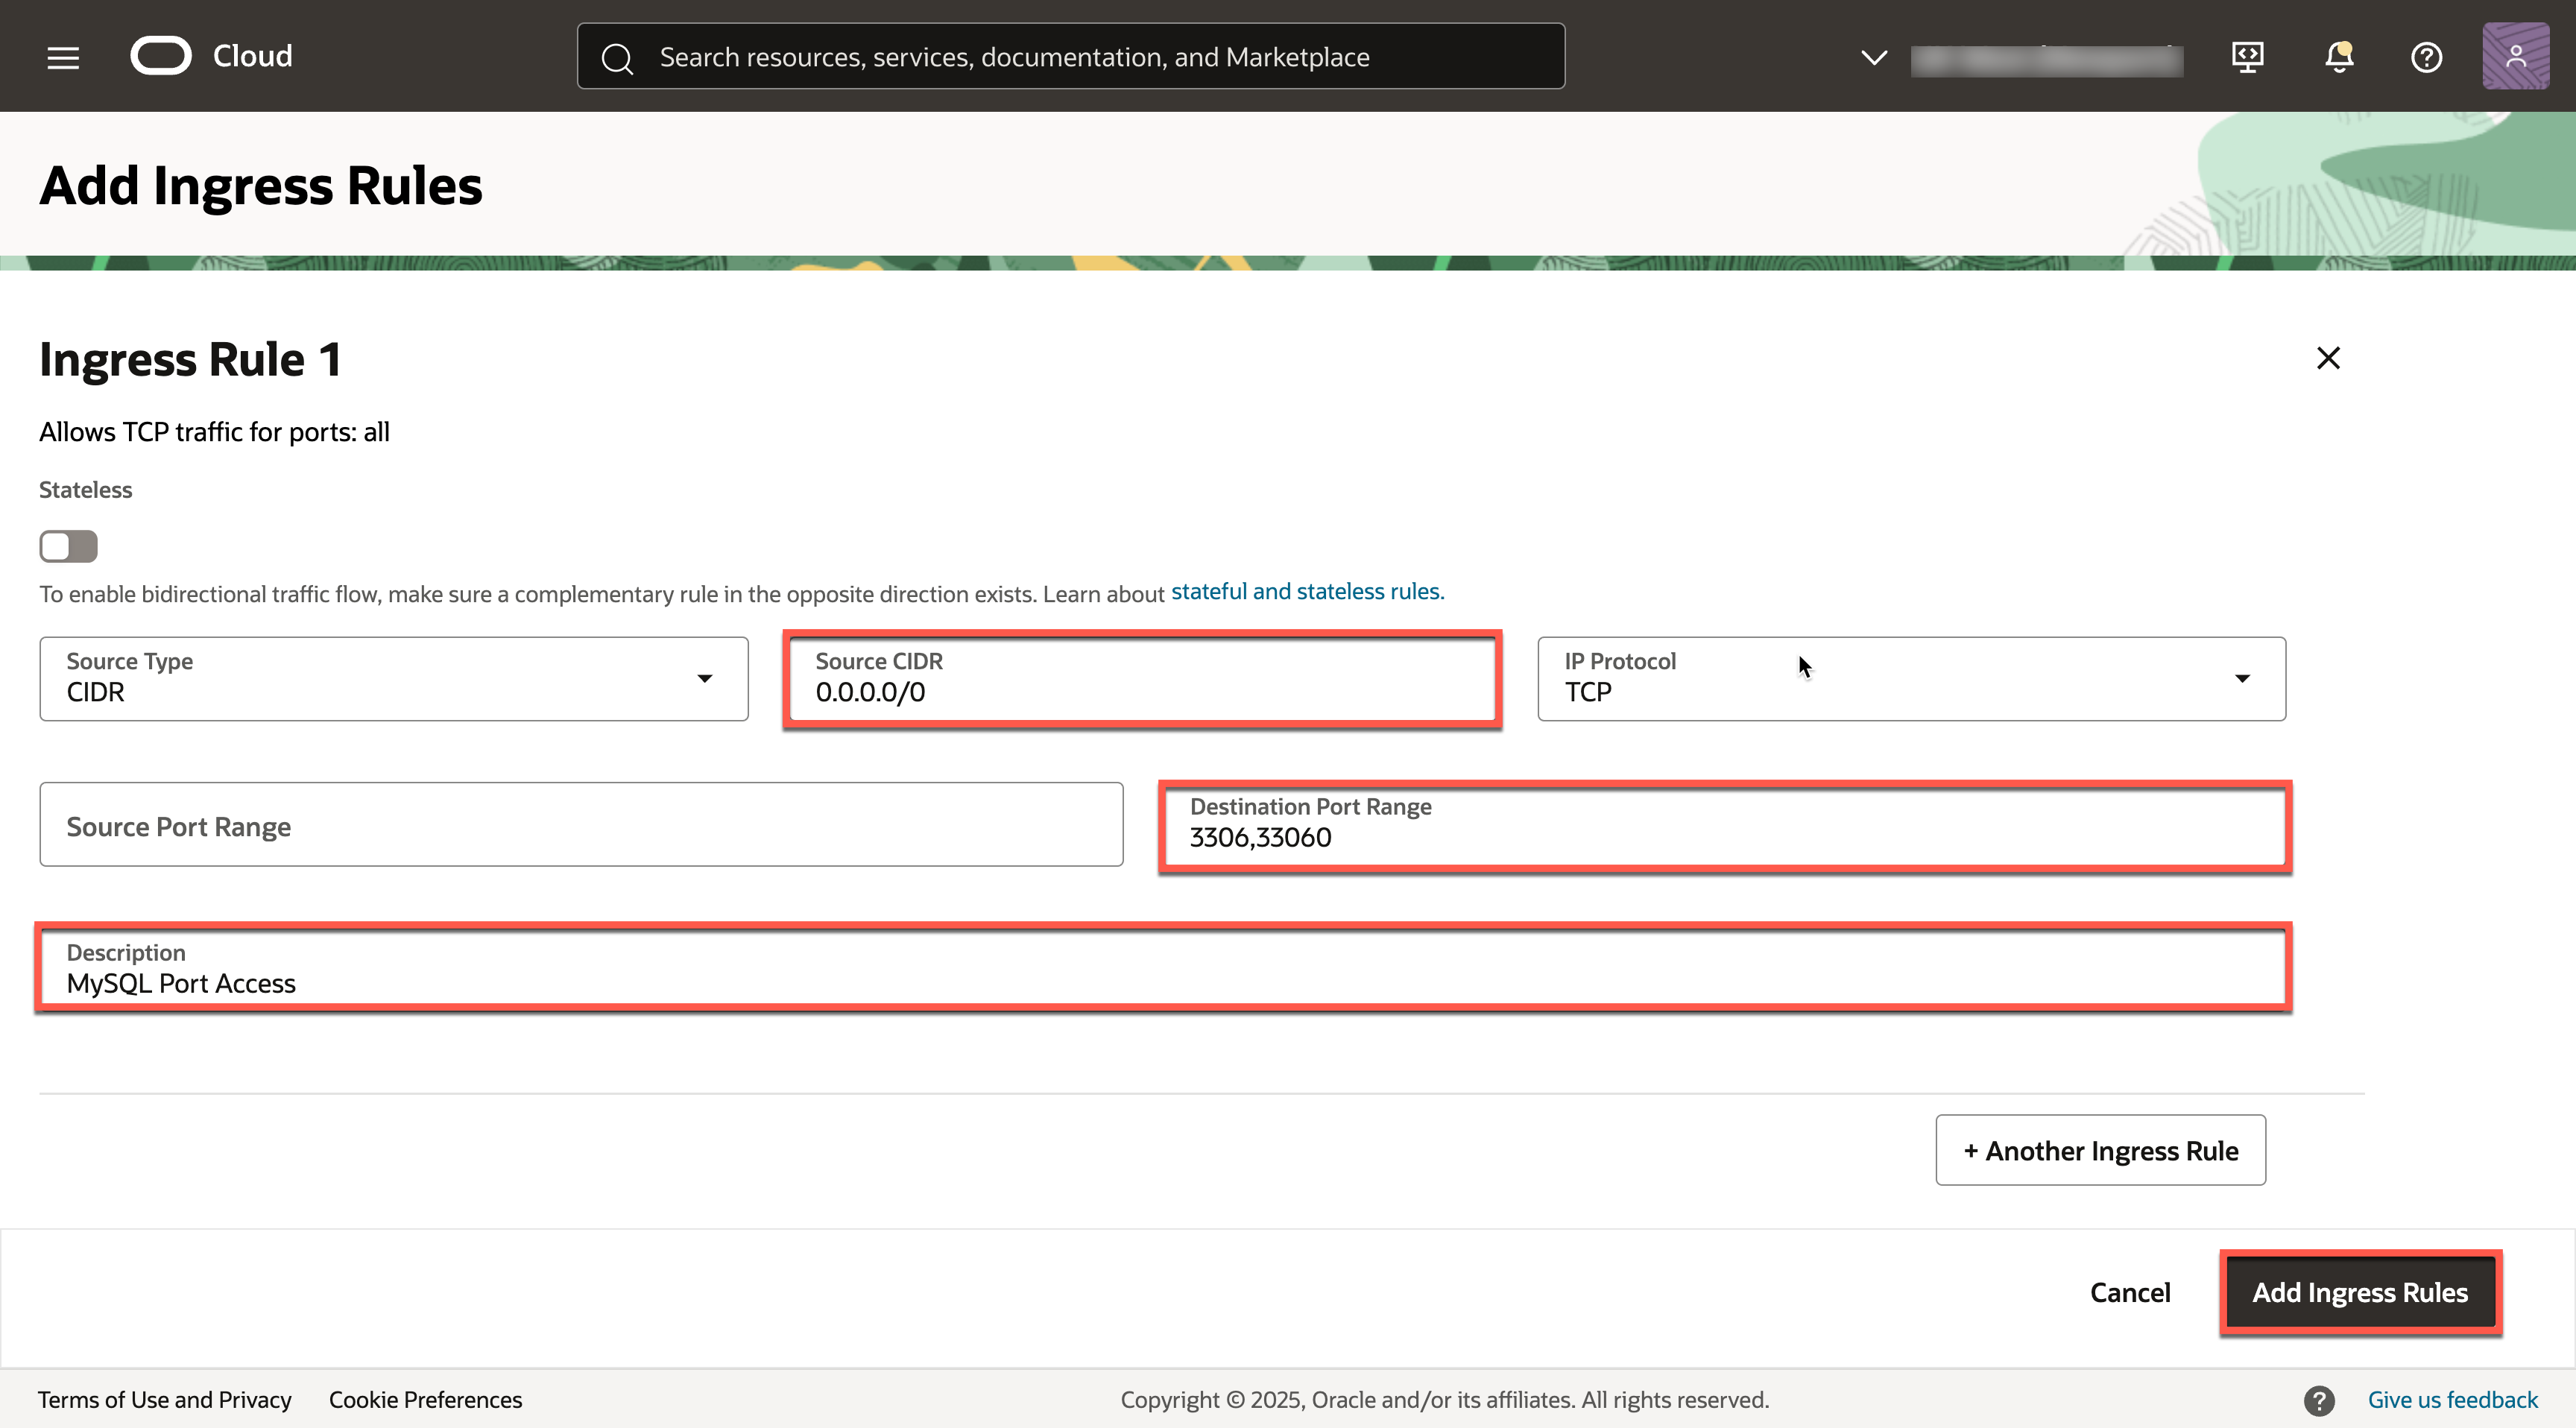 Cloud
Search resources, services, documentation, and Marketplace
Add Ingress Rules
Ingress Rule 1
Allows TCP traffic for ports: all
Stateless
To enable bidirectional traffic flow, make sure a complementary rule in the opposite direction exists. Learn about stateful and stateless rules.
Source Type
CIDR
Source CIDR
0.0.0.0/0
IP Protocol
TCP
Source Port Range
Destination Port Range
3306,33060
Description
MySQL Port Access
+ Another Ingress Rule
Cancel
Add Ingress Rules
Terms of Use and Privacy
Cookie Preferences
Copyright © 2025, Oracle and/or its affiliates. All rights reserved.
Give us feedback